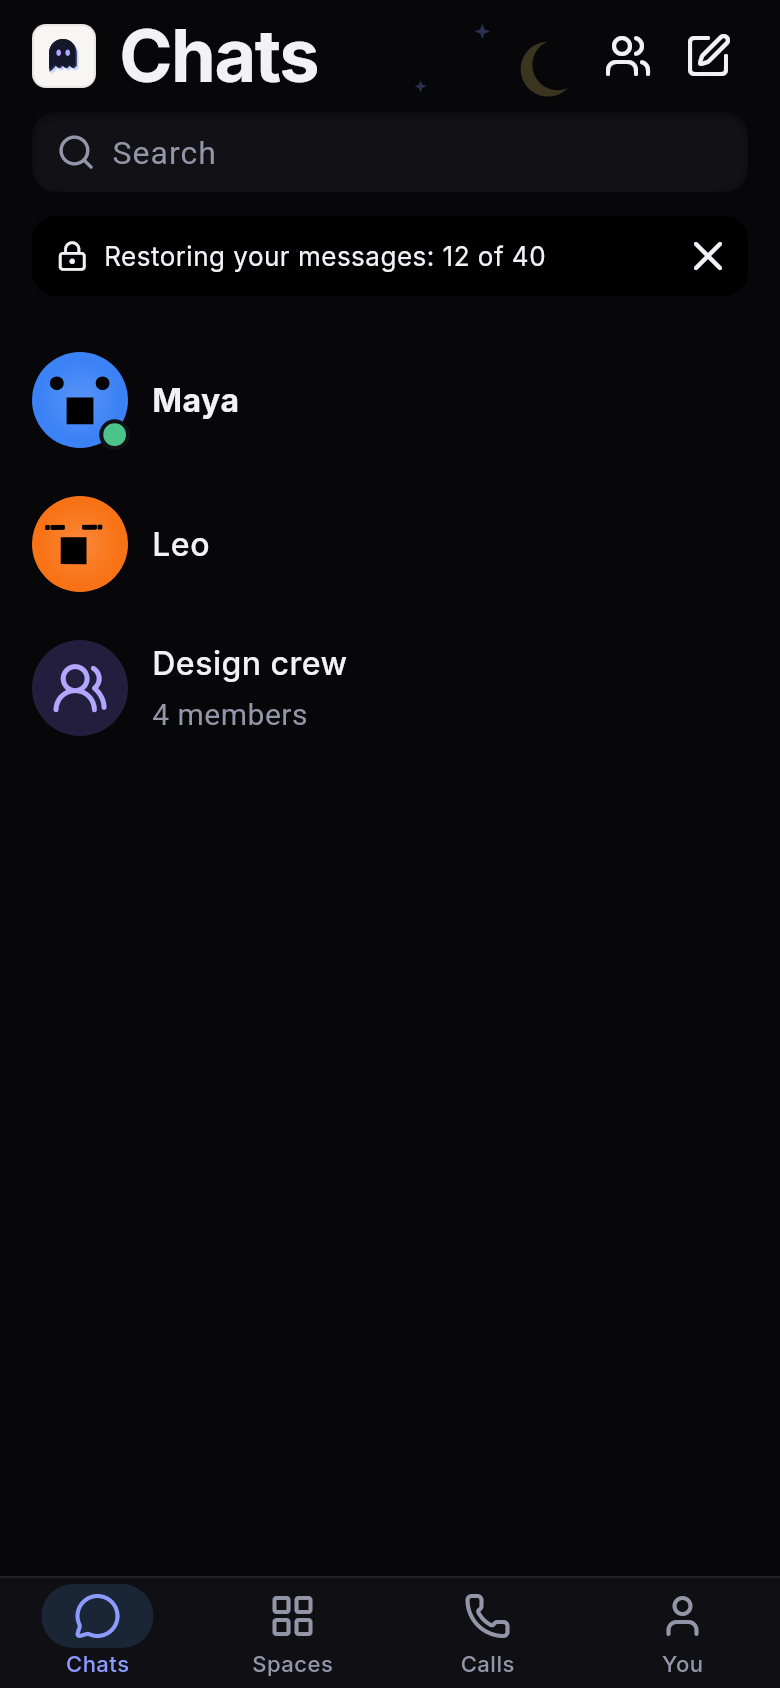 Chats
Search
Restoring your messages: 12 of 40
Maya
Leo
Design crew
4 members
Chats
Spaces
Calls
You